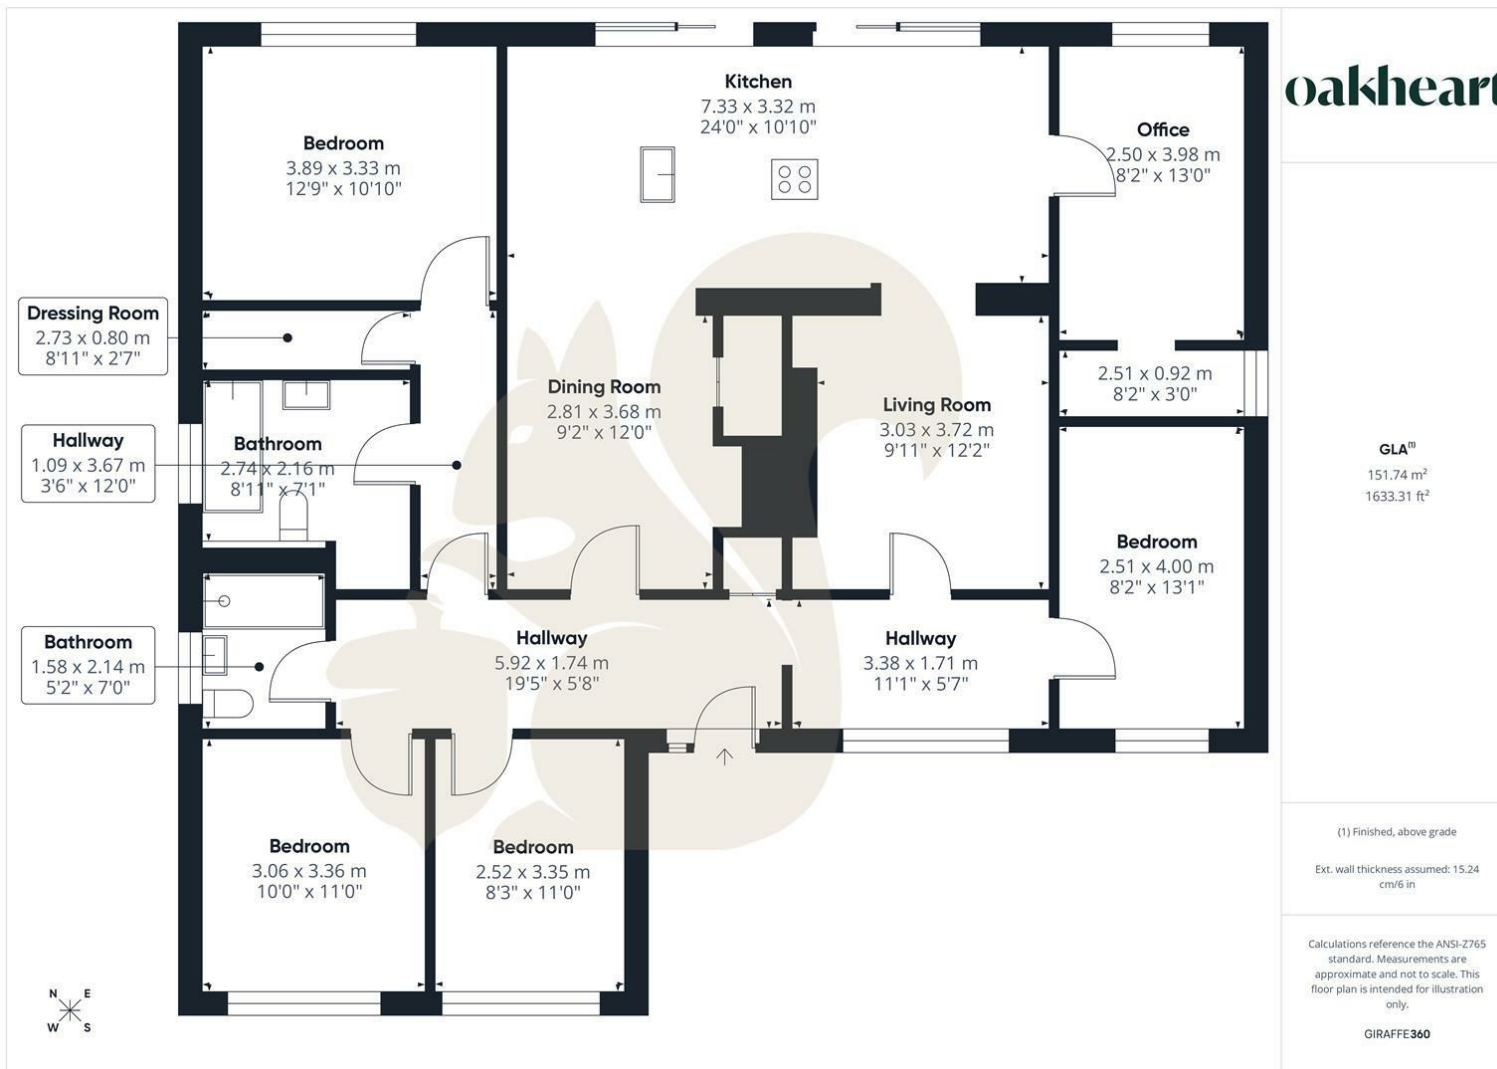 Kitchen
7.33 x 3.32 m
24'0" x 10'10"
Bedroom
3.89 x 3.33 m
12'9" x 10'10"
Office
2.50 x 3.98 m
8'2" x 13'0"
Dressing Room
2.73 x 0.80 m
8'11" x 2'7"
2.51 x 0.92 m
8'2" x 3'0"
Dining Room
2.81 x 3.68 m
9'2" x 12'0"
Living Room
3.03 x 3.72 m
9'11" x 12'2"
Hallway
1.09 x 3.67 m
3'6" x 12'0"
Bathroom
2.74 x 2.16 m
8'11" x 7'1"
Bedroom
2.51 x 4.00 m
8'2" x 13'1"
Bathroom
1.58 x 2.14 m
5'2" x 7'0"
Hallway
5.92 x 1.74 m
19'5" x 5'8"
Hallway
3.38 x 1.71 m
11'1" x 5'7"
Bedroom
3.06 x 3.36 m
10'0" x 11'0"
Bedroom
2.52 x 3.35 m
8'3" x 11'0"
N E
W S
oakheart
GLA(1)
151.74 m²
1633.31 ft²
(1) Finished, above grade
Ext. wall thickness assumed: 15.24
cm/6 in
Calculations reference the ANSI-Z765
standard. Measurements are
approximate and not to scale. This
floor plan is intended for illustration
only.
GIRAFFE360